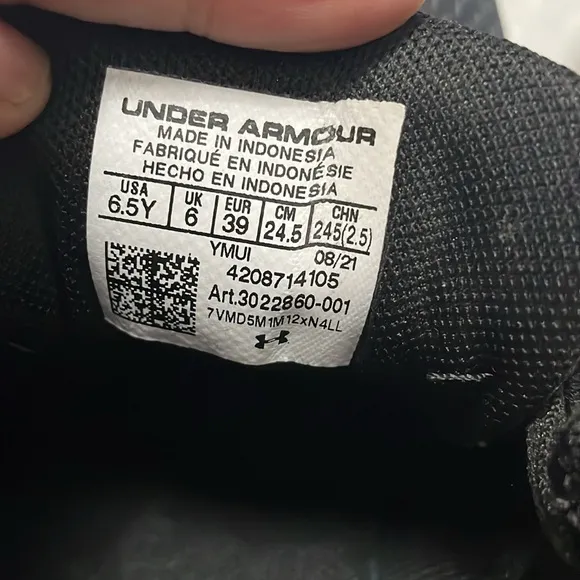 UNDER ARMOUR
MADE IN INDONESIA
FABRIQUÉ EN INDONÉSIE
HECHO EN INDONESIA
USA UK EUR CM CHN
6.5Y 6 39 24.5 245(2.5)
YMUI 08/21
4208714105
Art.3022860-001
7VMD5M1M12xN4LL